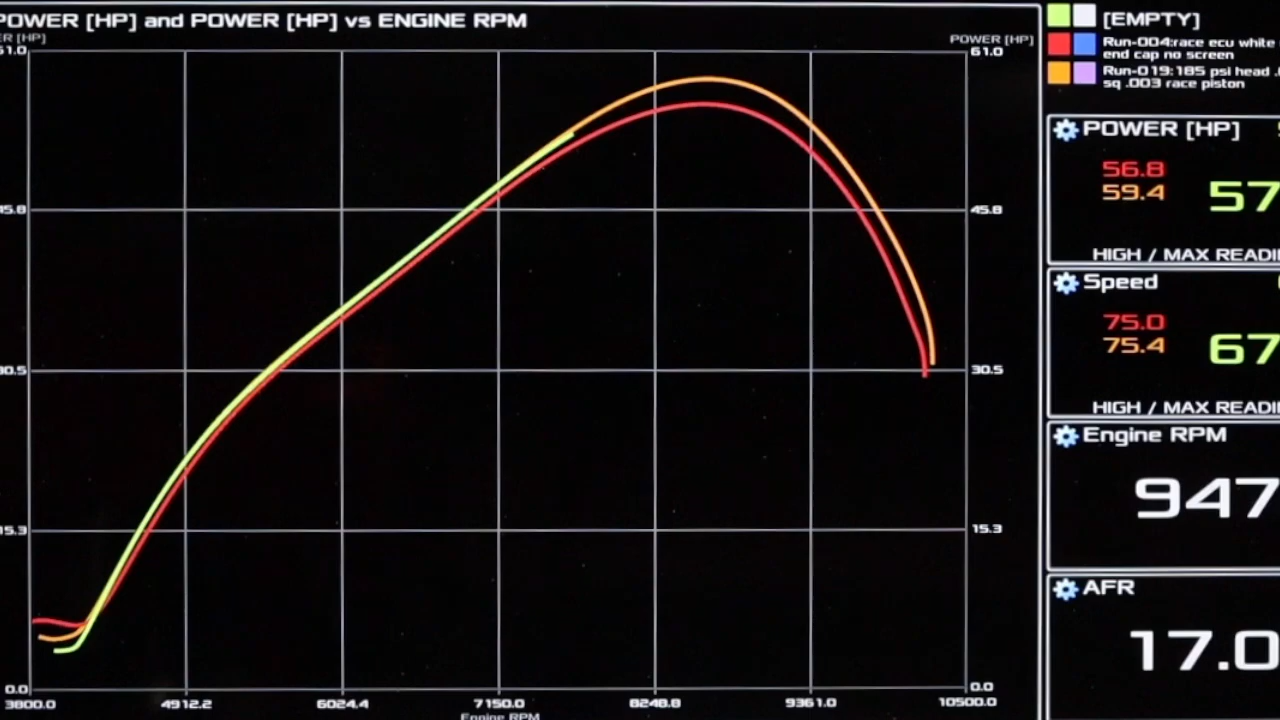 POWER [HP] and POWER [HP] vs ENGINE RPM
[HP]
POWER [HP]
61.0
61.0
45.8
45.8
30.5
30.5
15.3
15.3
0.0
0.0
3800.0
4912.2
6024.4
7150.0
8248.8
9361.0
10500.0
Engine RPM
[EMPTY]
Run-004:race ecu white
end cap no screen
Run-019:185 psi head
sq .003 race piston
POWER [HP]
56.8
59.4
57
HIGH / MAX
Speed
75.0
75.4
67
HIGH / MAX
Engine RPM
947
AFR
17.0